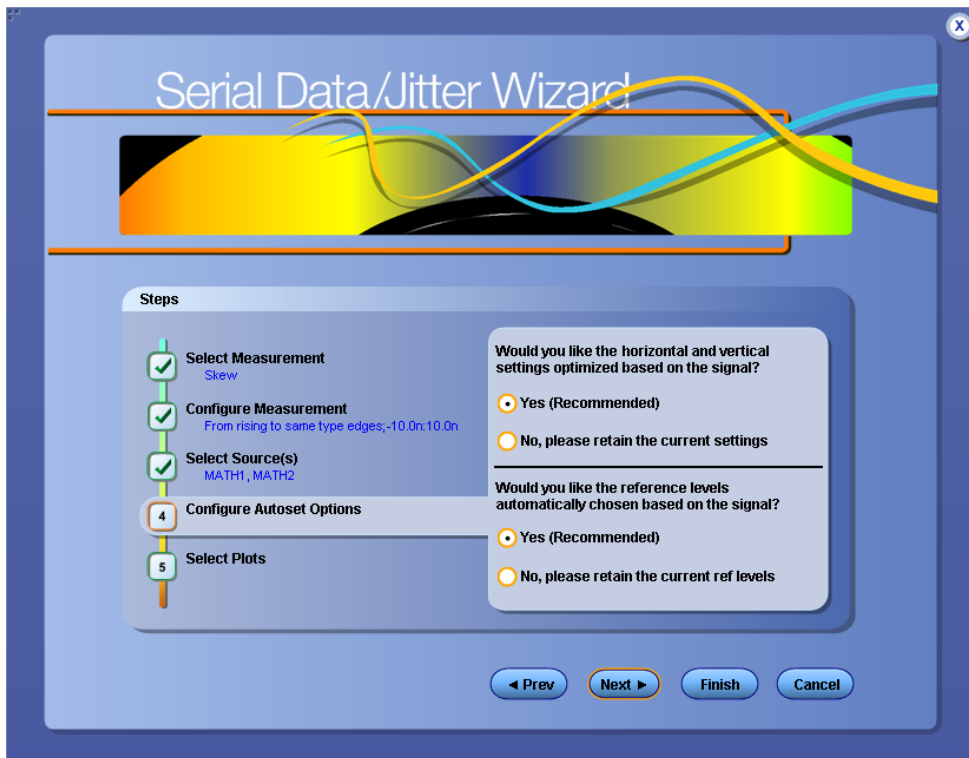 X
Serial Data/Jitter Wizard
Steps
Select Measurement
Skew
Configure Measurement
From rising to same type edges;-10.0n:10.0n
Select Source(s)
MATH1, MATH2
4 Configure Autoset Options
5 Select Plots
Would you like the horizontal and vertical
settings optimized based on the signal?
Yes (Recommended)
No, please retain the current settings
Would you like the reference levels
automatically chosen based on the signal?
Yes (Recommended)
No, please retain the current ref levels
◄ Prev
Next ►
Finish
Cancel